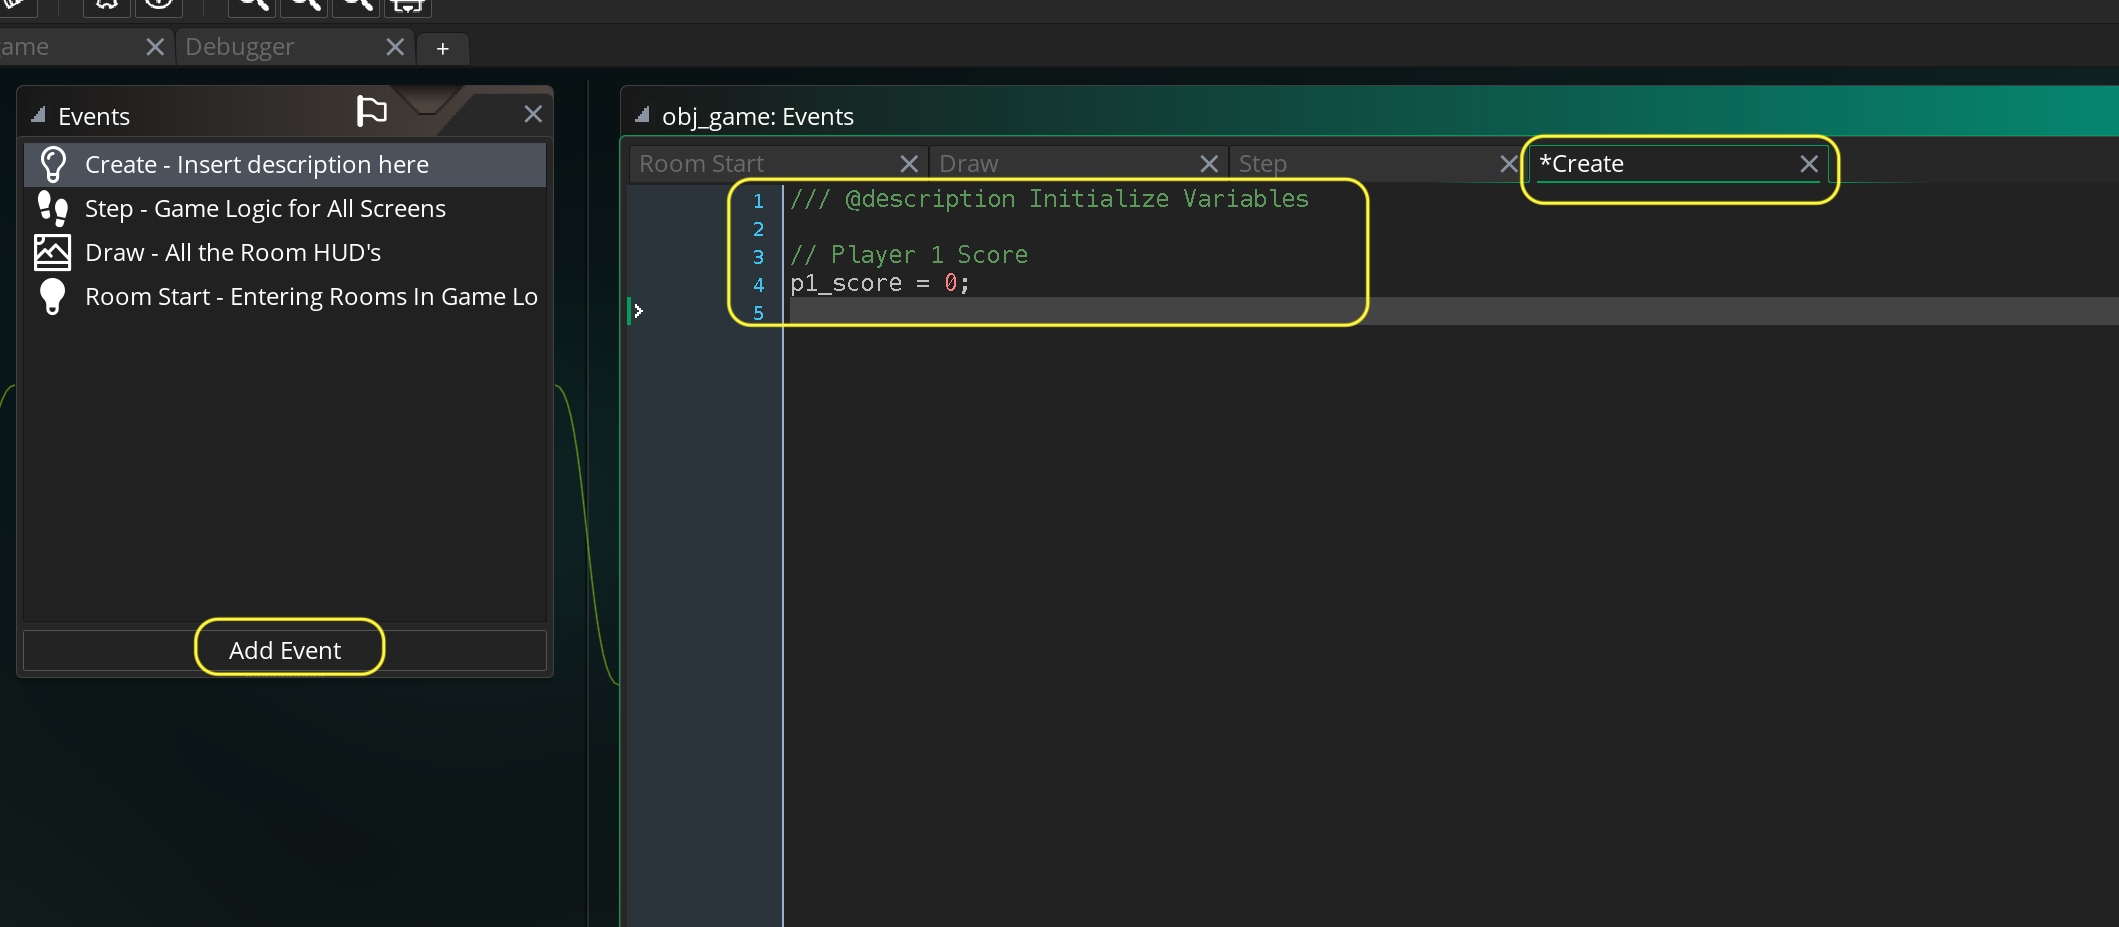 ame
Debugger
+
Events
Create - Insert description here
Step - Game Logic for All Screens
Draw - All the Room HUD's
Room Start - Entering Rooms In Game Lo
Add Event
obj_game: Events
Room Start
Draw
Step
*Create
1 /// @description Initialize Variables
2
3 // Player 1 Score
4 p1_score = 0;
5